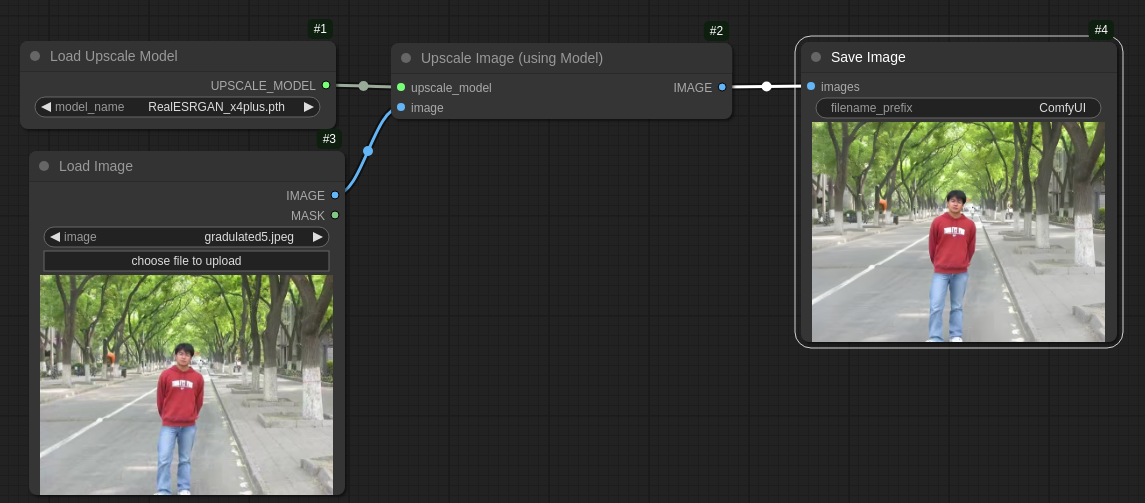 #1
Load Upscale Model
UPSCALE_MODEL
model_name RealESRGAN_x4plus.pth
#3
Load Image
IMAGE
MASK
image gradulated5.jpeg
choose file to upload
#2
Upscale Image (using Model)
upscale_model IMAGE
image
#4
Save Image
images
filename_prefix ComfyUI